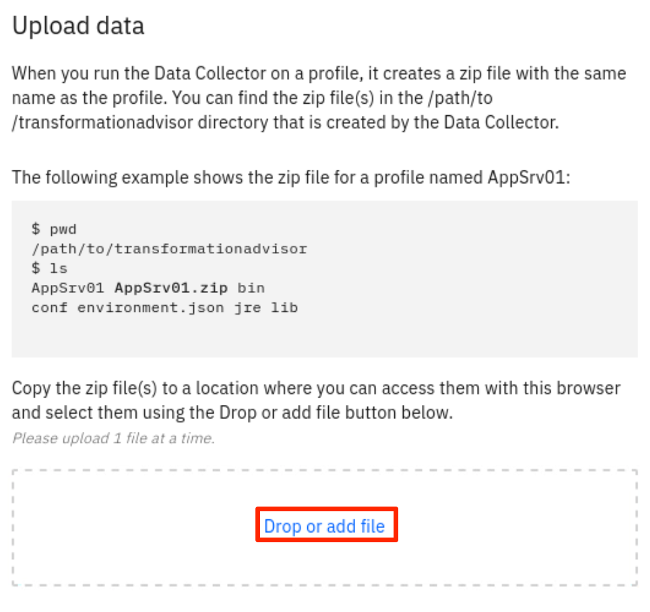 Upload data
When you run the Data Collector on a profile, it creates a zip file with the same
name as the profile. You can find the zip file(s) in the /path/to
/transformationadvisor directory that is created by the Data Collector.
The following example shows the zip file for a profile named AppSrv01:
$ pwd
/path/to/transformationadvisor
$ ls
AppSrv01 AppSrv01.zip bin
conf environment.json jre lib
Copy the zip file(s) to a location where you can access them with this browser
and select them using the Drop or add file button below.
Please upload 1 file at a time.
Drop or add file